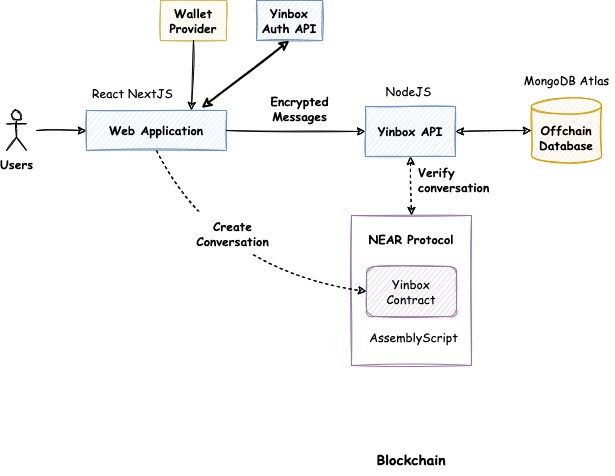 Wallet
Provider
Yinbox
Auth API
React NextJS
NodeJS
MongoDB Atlas
Users
Web Application
Encrypted
Messages
Yinbox API
Offchain
Database
Verify
conversation
Create
Conversation
NEAR Protocol
Yinbox
Contract
AssemblyScript
Blockchain